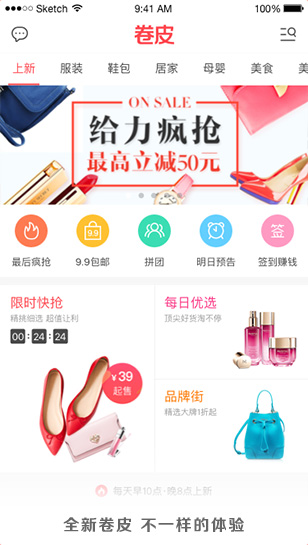 Sketch 9:41 AM 100%
卷皮
上新 服装 鞋包 居家 母婴 美食 美
ON SALE
给力疯抢
最高立减50元
9.9 签
最后疯抢 9.9包邮 拼团 明日预告 签到赚钱
限时快抢
精挑细选 超值让利
00:24:24
¥39
起售
每日优选
顶尖好货淘不停
品牌街
精选大牌1折起
每天早10点·晚8点上新
全新卷皮 不一样的体验